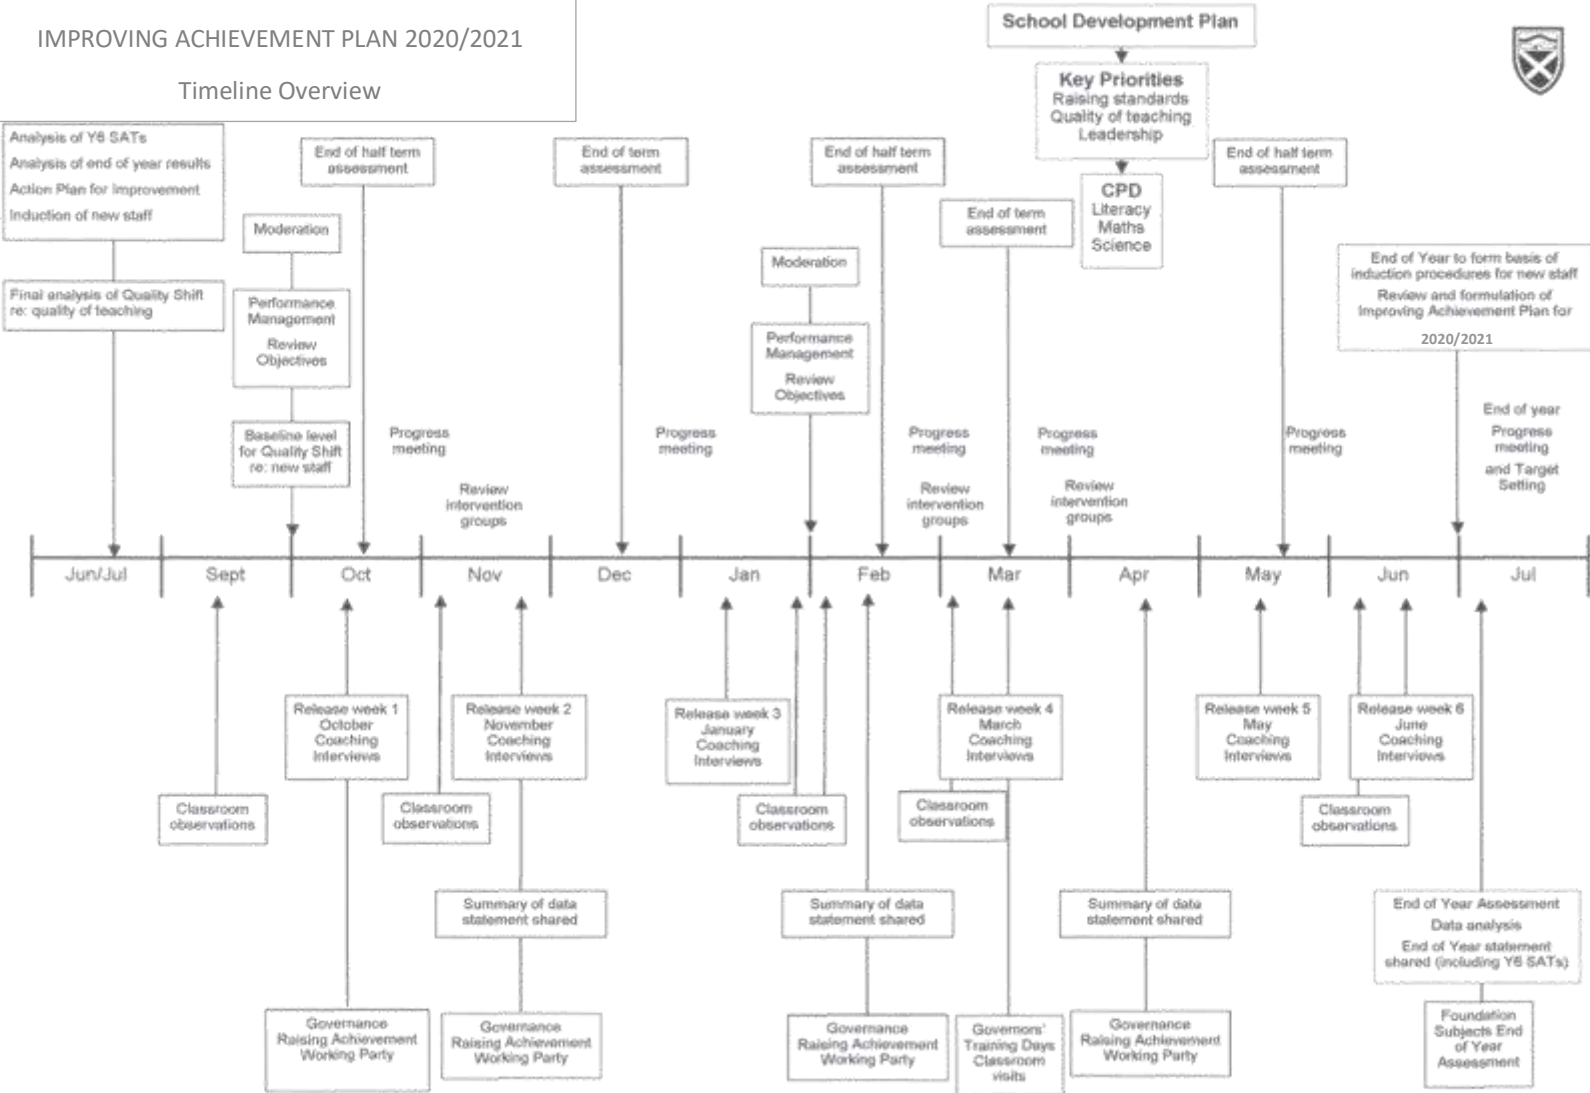 IMPROVING ACHIEVEMENT PLAN 2020/2021
Timeline Overview
School Development Plan
Key Priorities
Raising standards
Quality of teaching
Leadership
CPD
Literacy
Maths
Science
Analysis of Y6 SATs
Analysis of end of year results
Action Plan for Improvement
Induction of new staff
Final analysis of Quality Shift
re: quality of teaching
Moderation
Performance
Management
Review
Objectives
Baseline level
for Quality Shift
re: new staff
End of half term
assessment
Progress
meeting
Review
intervention
groups
End of term
assessment
Progress
meeting
Moderation
Performance
Management
Review
Objectives
End of half term
assessment
Progress
meeting
Review
intervention
groups
End of term
assessment
Progress
meeting
Review
intervention
groups
End of half term
assessment
Progress
meeting
End of Year to form basis of
induction procedures for new staff
Review and formulation of
Improving Achievement Plan for
2020/2021
End of year
Progress
meeting
and Target
Setting
Jun/Jul
Sept
Oct
Nov
Dec
Jan
Feb
Mar
Apr
May
Jun
Jul
Classroom
observations
Release week 1
October
Coaching
Interviews
Governance
Raising Achievement
Working Party
Classroom
observations
Release week 2
November
Coaching
Interviews
Summary of data
statement shared
Governance
Raising Achievement
Working Party
Release week 3
January
Coaching
Interviews
Classroom
observations
Summary of data
statement shared
Governance
Raising Achievement
Working Party
Release week 4
March
Coaching
Interviews
Classroom
observations
Governors'
Training Days
Classroom
visits
Summary of data
statement shared
Governance
Raising Achievement
Working Party
Release week 5
May
Coaching
Interviews
Release week 6
June
Coaching
Interviews
Classroom
observations
End of Year Assessment
Data analysis
End of Year statement
shared (including Y6 SATs)
Foundation
Subjects End
of Year
Assessment